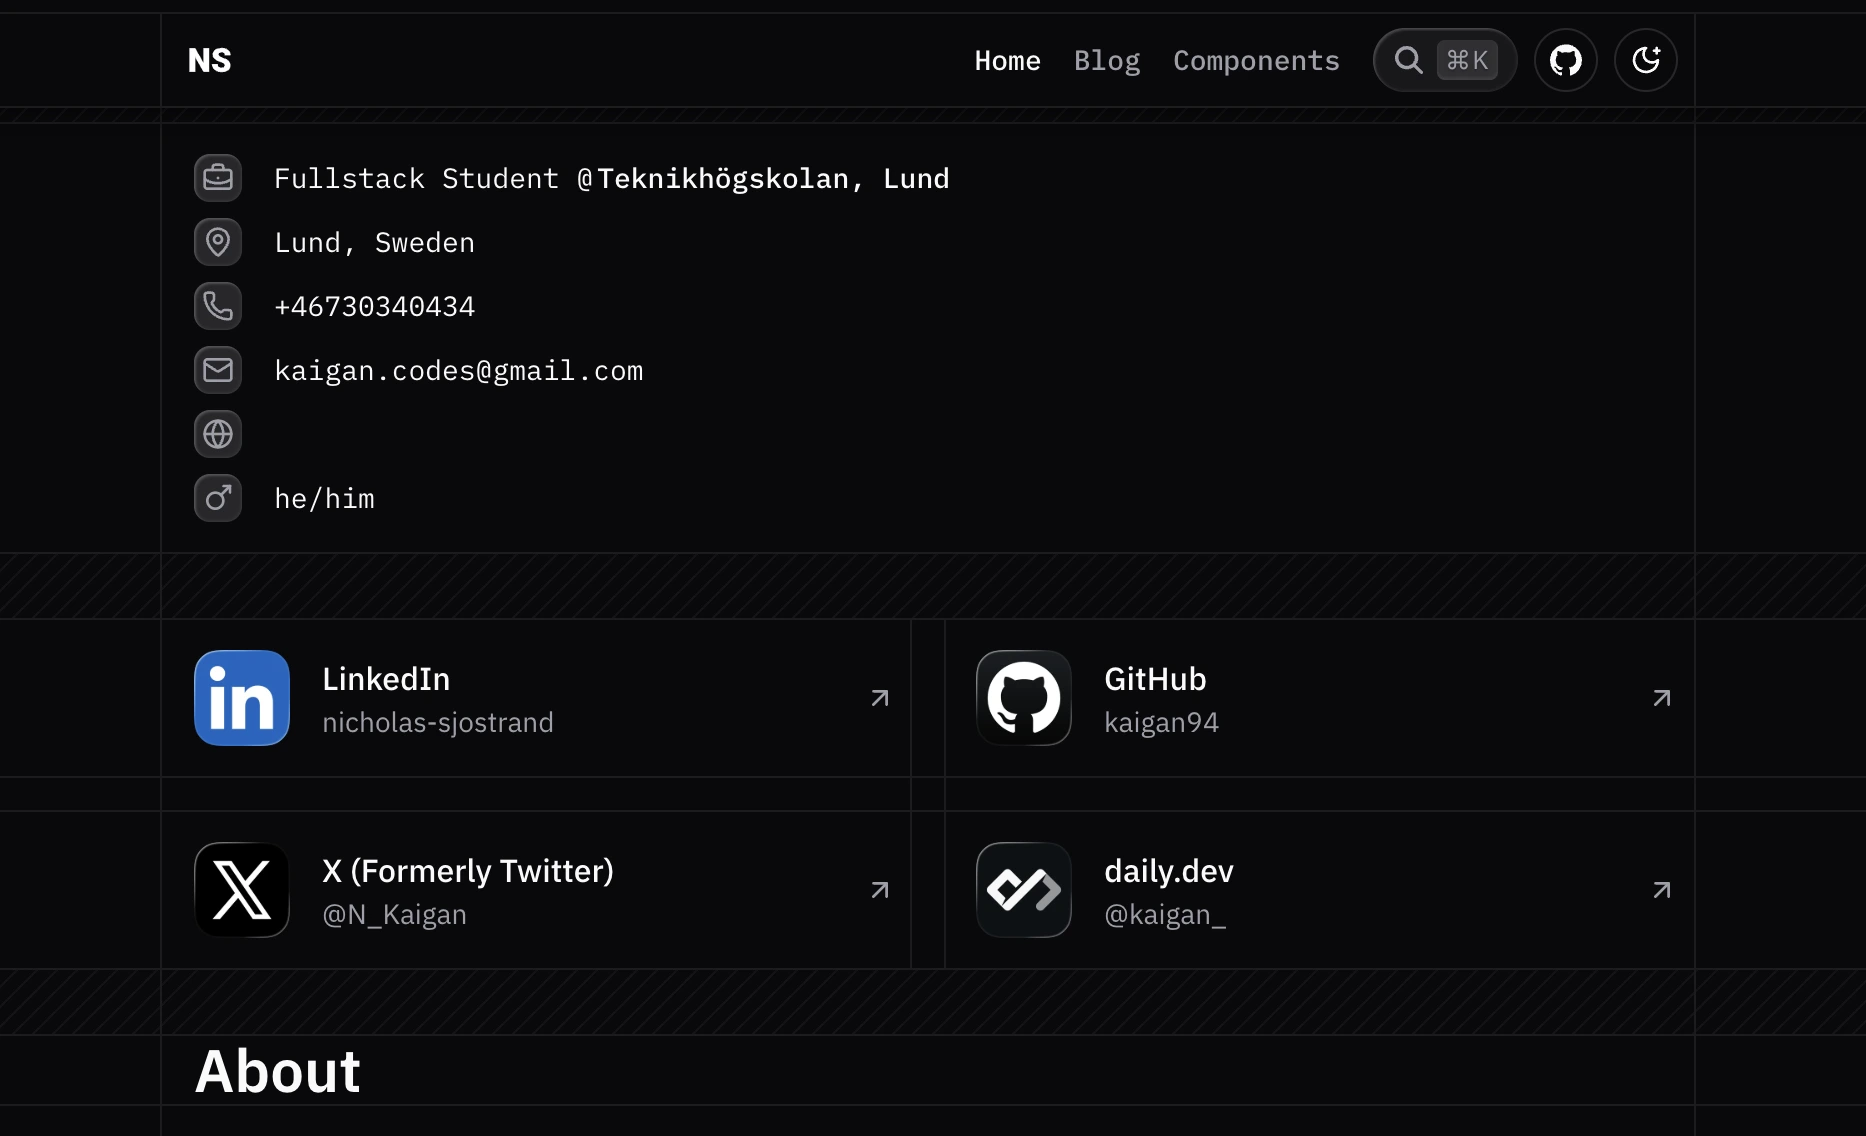 NS
Home Blog Components ⌘K
Fullstack Student @Teknikhögskolan, Lund
Lund, Sweden
+46730340434
kaigan.codes@gmail.com
he/him
LinkedIn
nicholas-sjostrand
GitHub
kaigan94
X (Formerly Twitter)
@N_Kaigan
daily.dev
@kaigan_
About